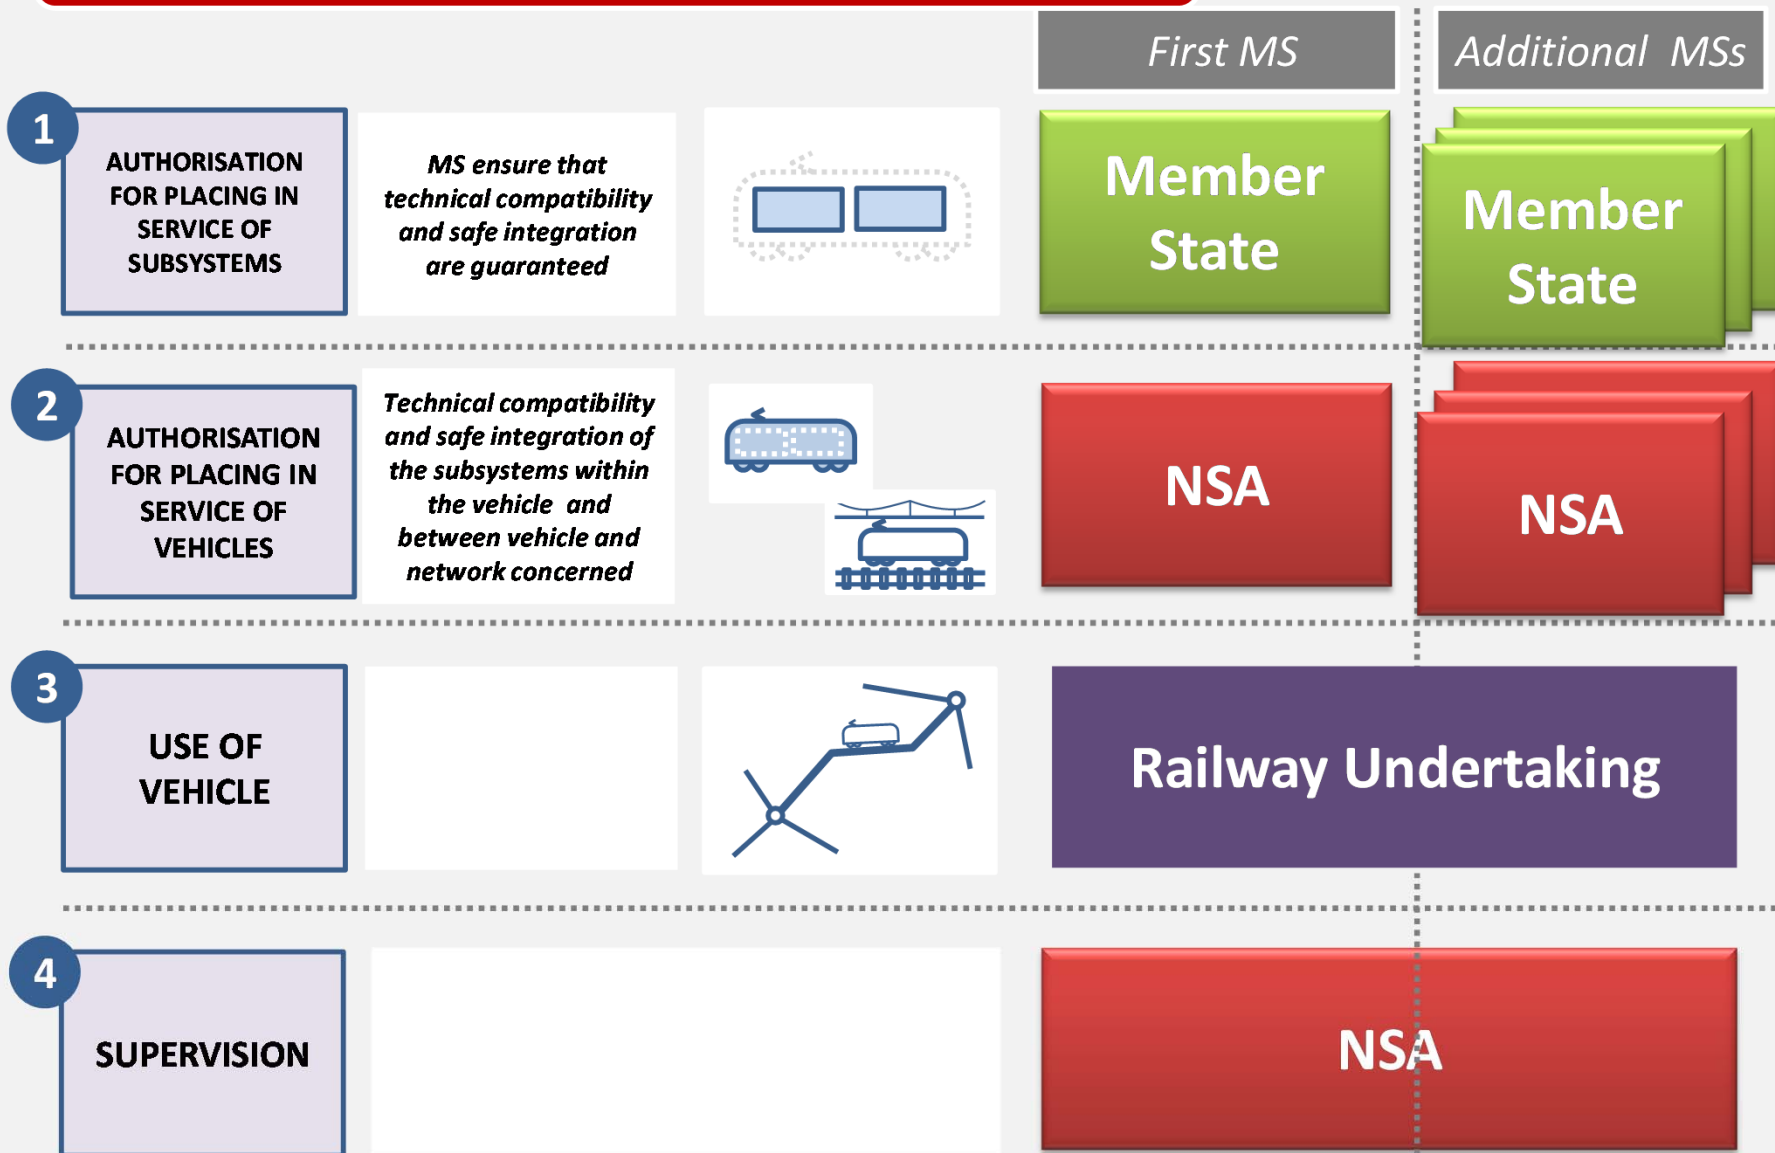 First MS
Additional MSs
1
AUTHORISATION
FOR PLACING IN
SERVICE OF
SUBSYSTEMS
MS ensure that
technical compatibility
and safe integration
are guaranteed
Member
State
Member
State
2
AUTHORISATION
FOR PLACING IN
SERVICE OF
VEHICLES
Technical compatibility
and safe integration of
the subsystems within
the vehicle and
between vehicle and
network concerned
NSA
NSA
3
USE OF
VEHICLE
Railway Undertaking
4
SUPERVISION
NSA